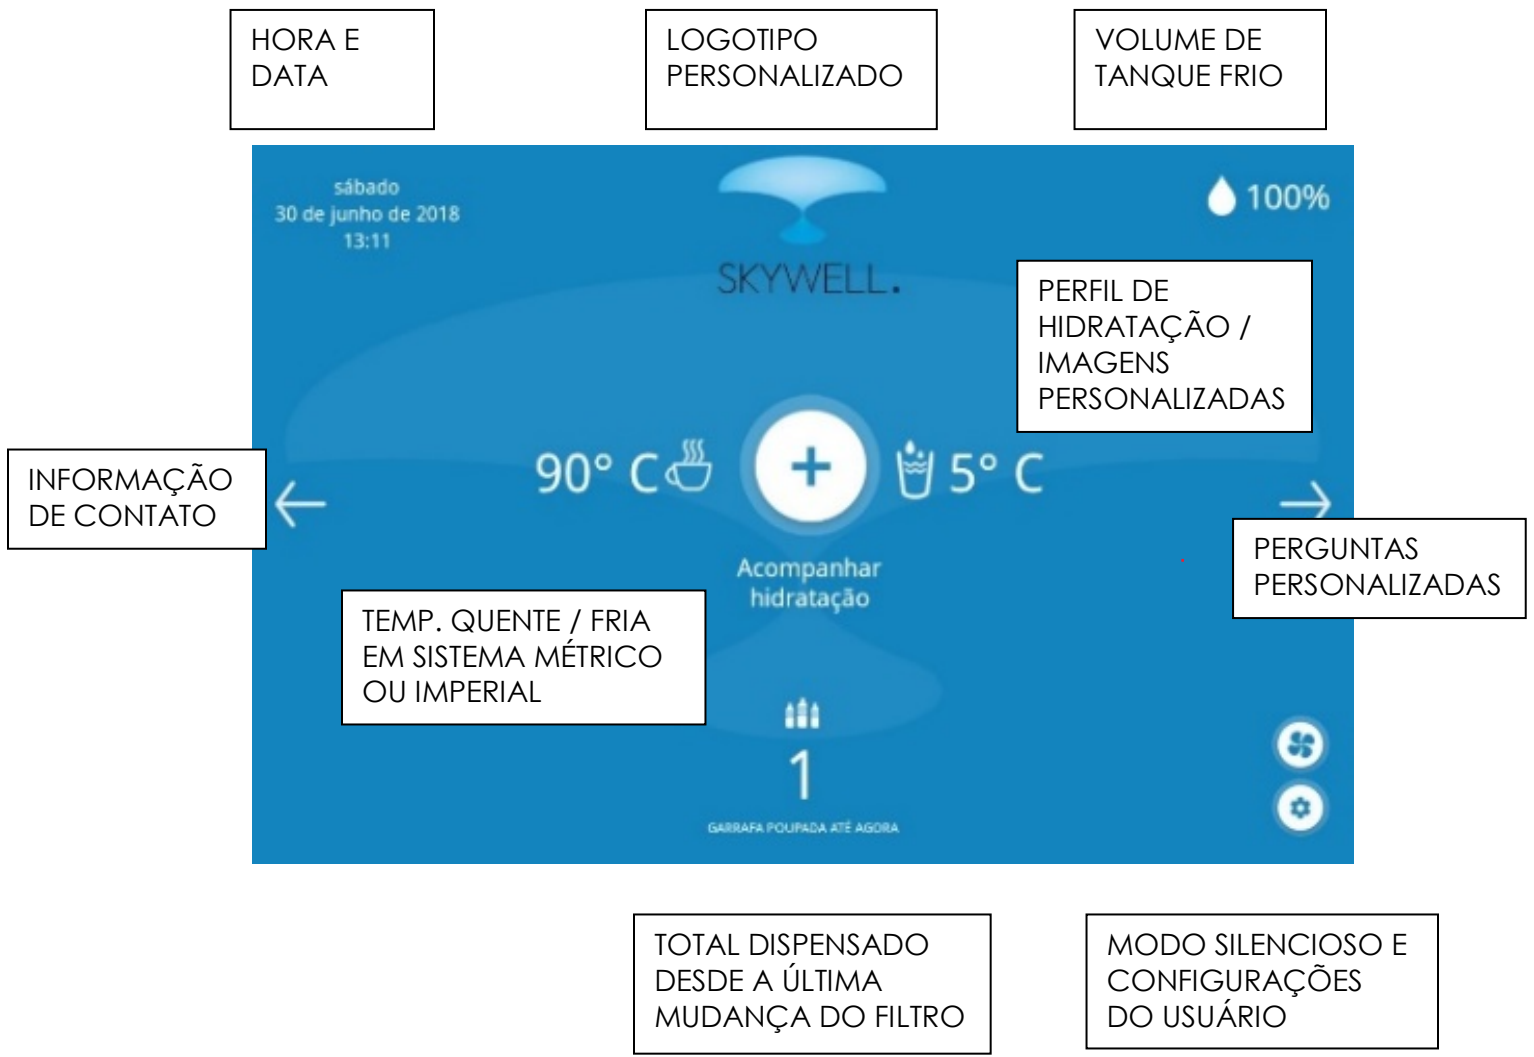 HORA E
DATA
LOGOTIPO
PERSONALIZADO
VOLUME DE
TANQUE FRIO
sábado
30 de junho de 2018
13:11
SKYWELL.
100%
PERFIL DE
HIDRATAÇÃO /
IMAGENS
PERSONALIZADAS
INFORMAÇÃO
DE CONTATO
90° C
+
5° C
Acompanhar
hidratação
PERGUNTAS
PERSONALIZADAS
TEMP. QUENTE / FRIA
EM SISTEMA MÉTRICO
OU IMPERIAL
1
GARRAFA POUPADA ATÉ AGORA
TOTAL DISPENSADO
DESDE A ÚLTIMA
MUDANÇA DO FILTRO
MODO SILENCIOSO E
CONFIGURAÇÕES
DO USUÁRIO